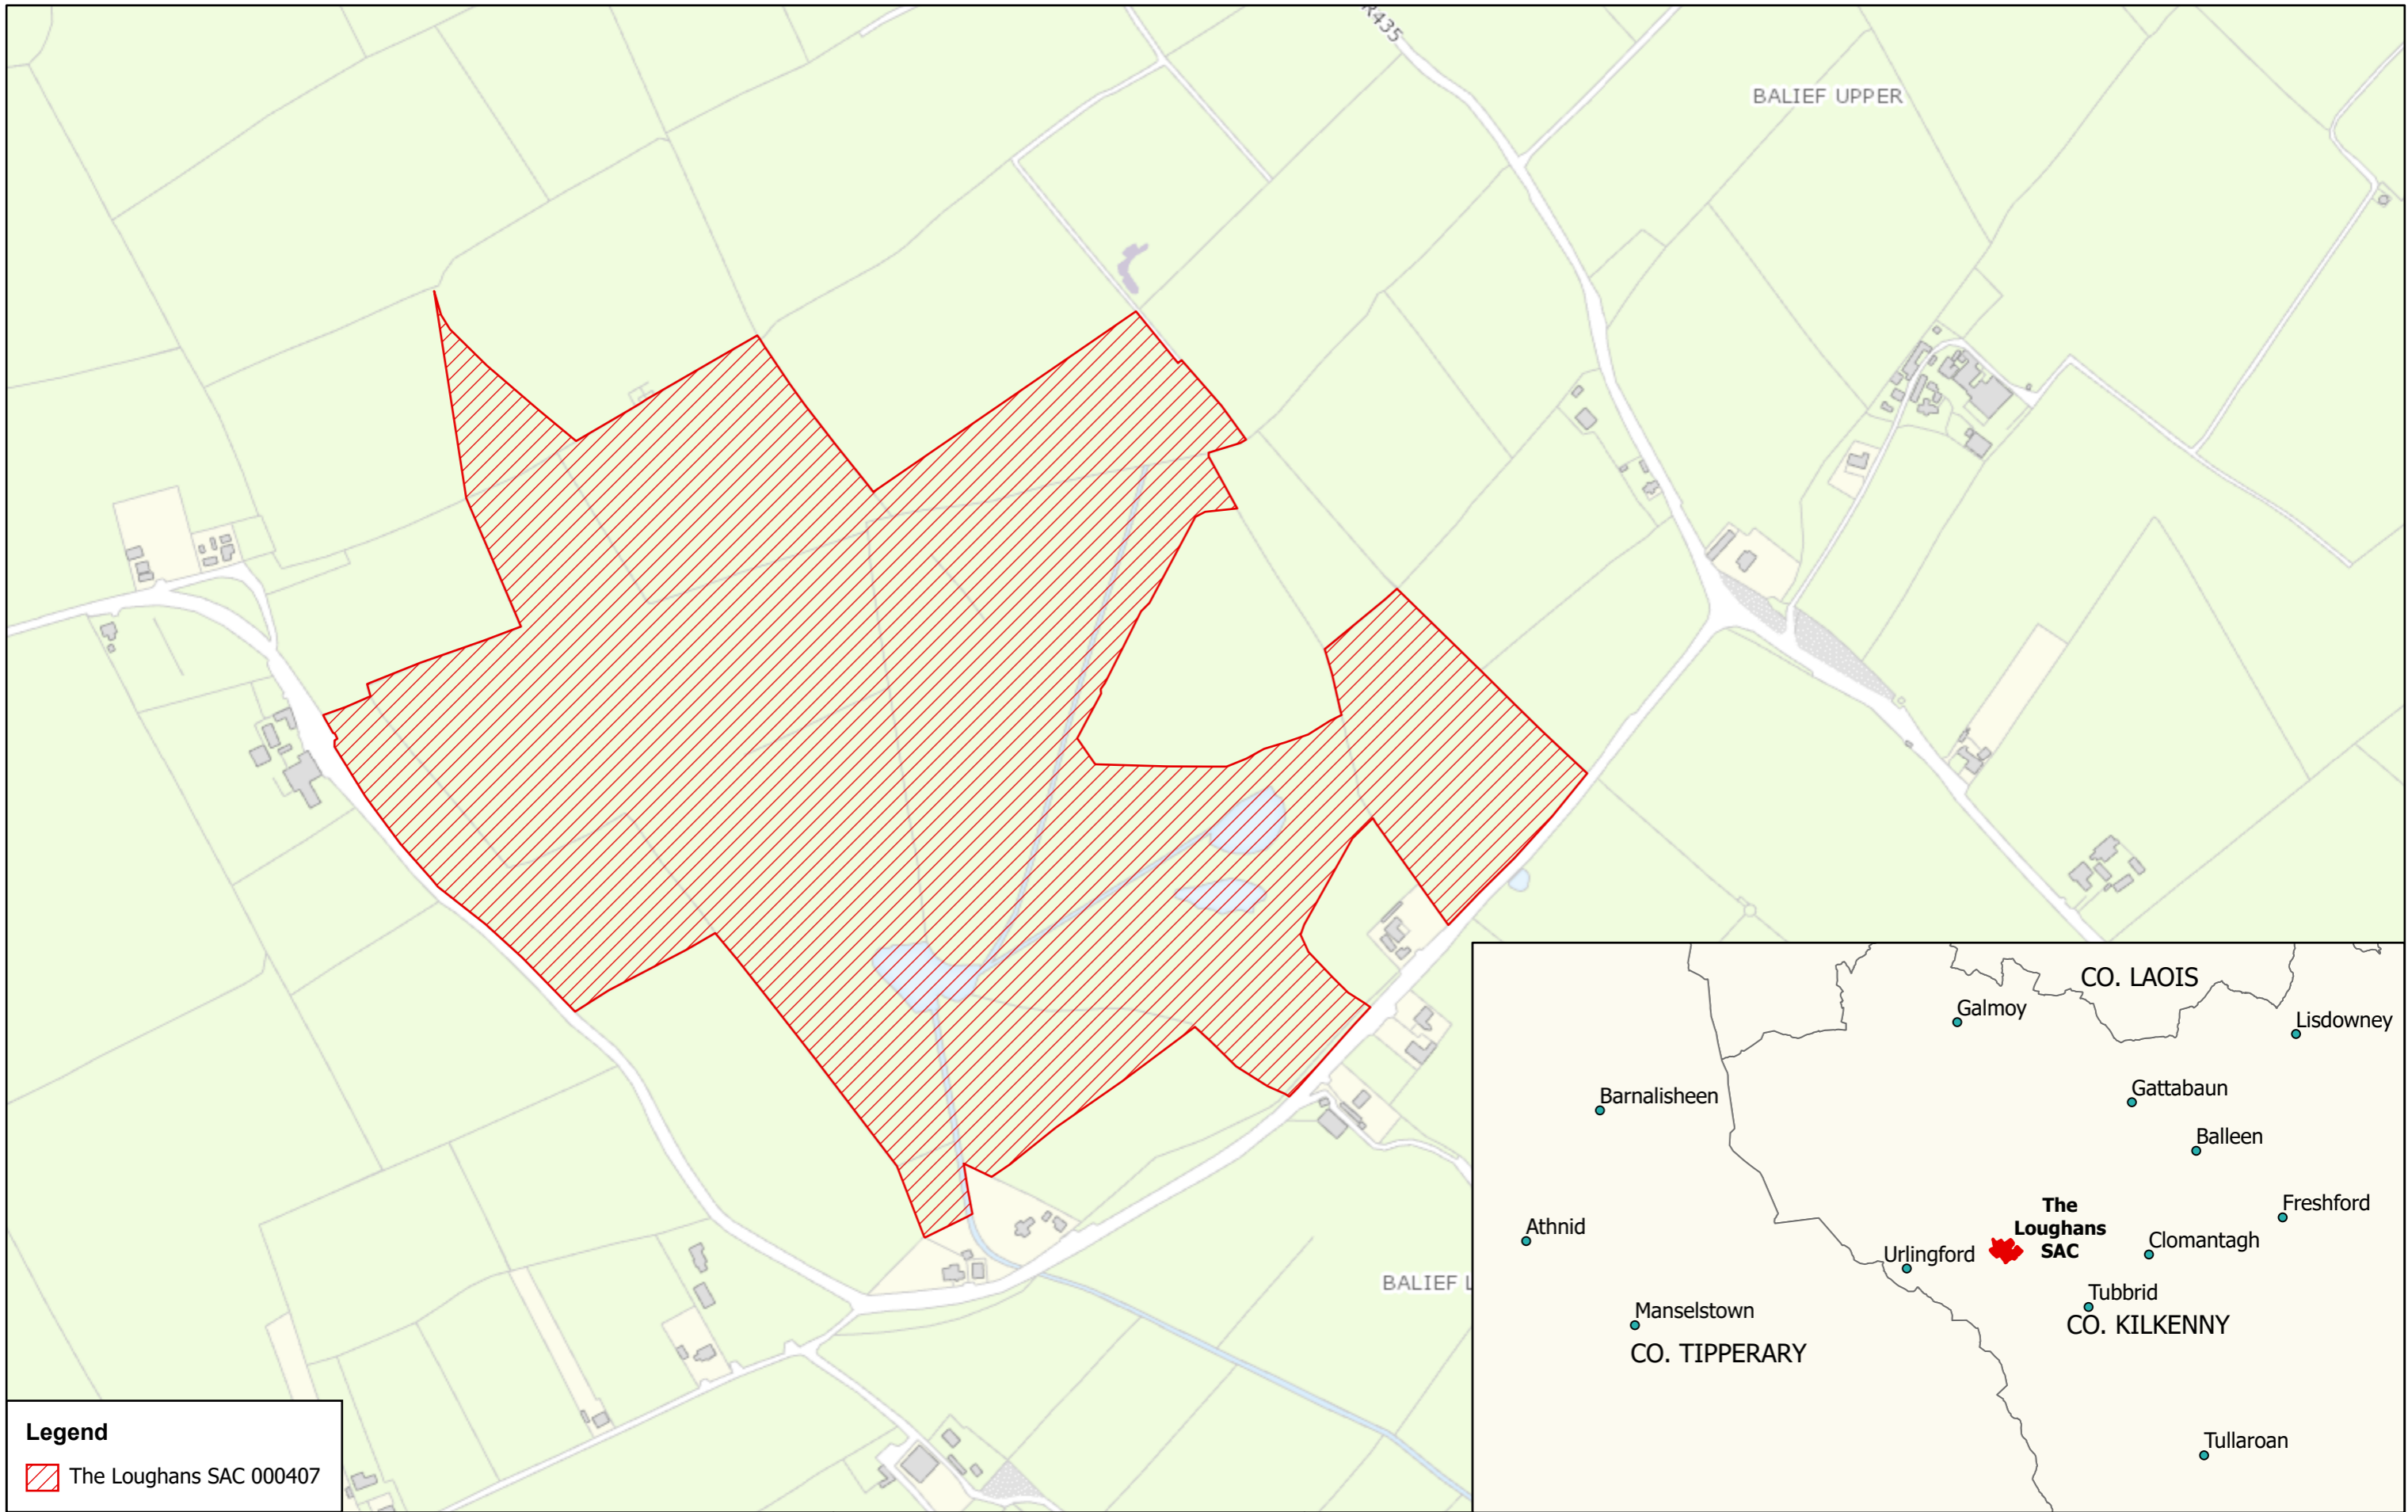 R435
BALIEF UPPER
BALIEF L
CO. LAOIS
Galmoy
Lisdowney
Barnalisheen
Gattabaun
Balleen
The
Loughans
SAC
Freshford
Athnid
Clomantagh
Urlingford
Tubbrid
Manselstown
CO. KILKENNY
CO. TIPPERARY
Tullaroan
Legend
The Loughans SAC 000407